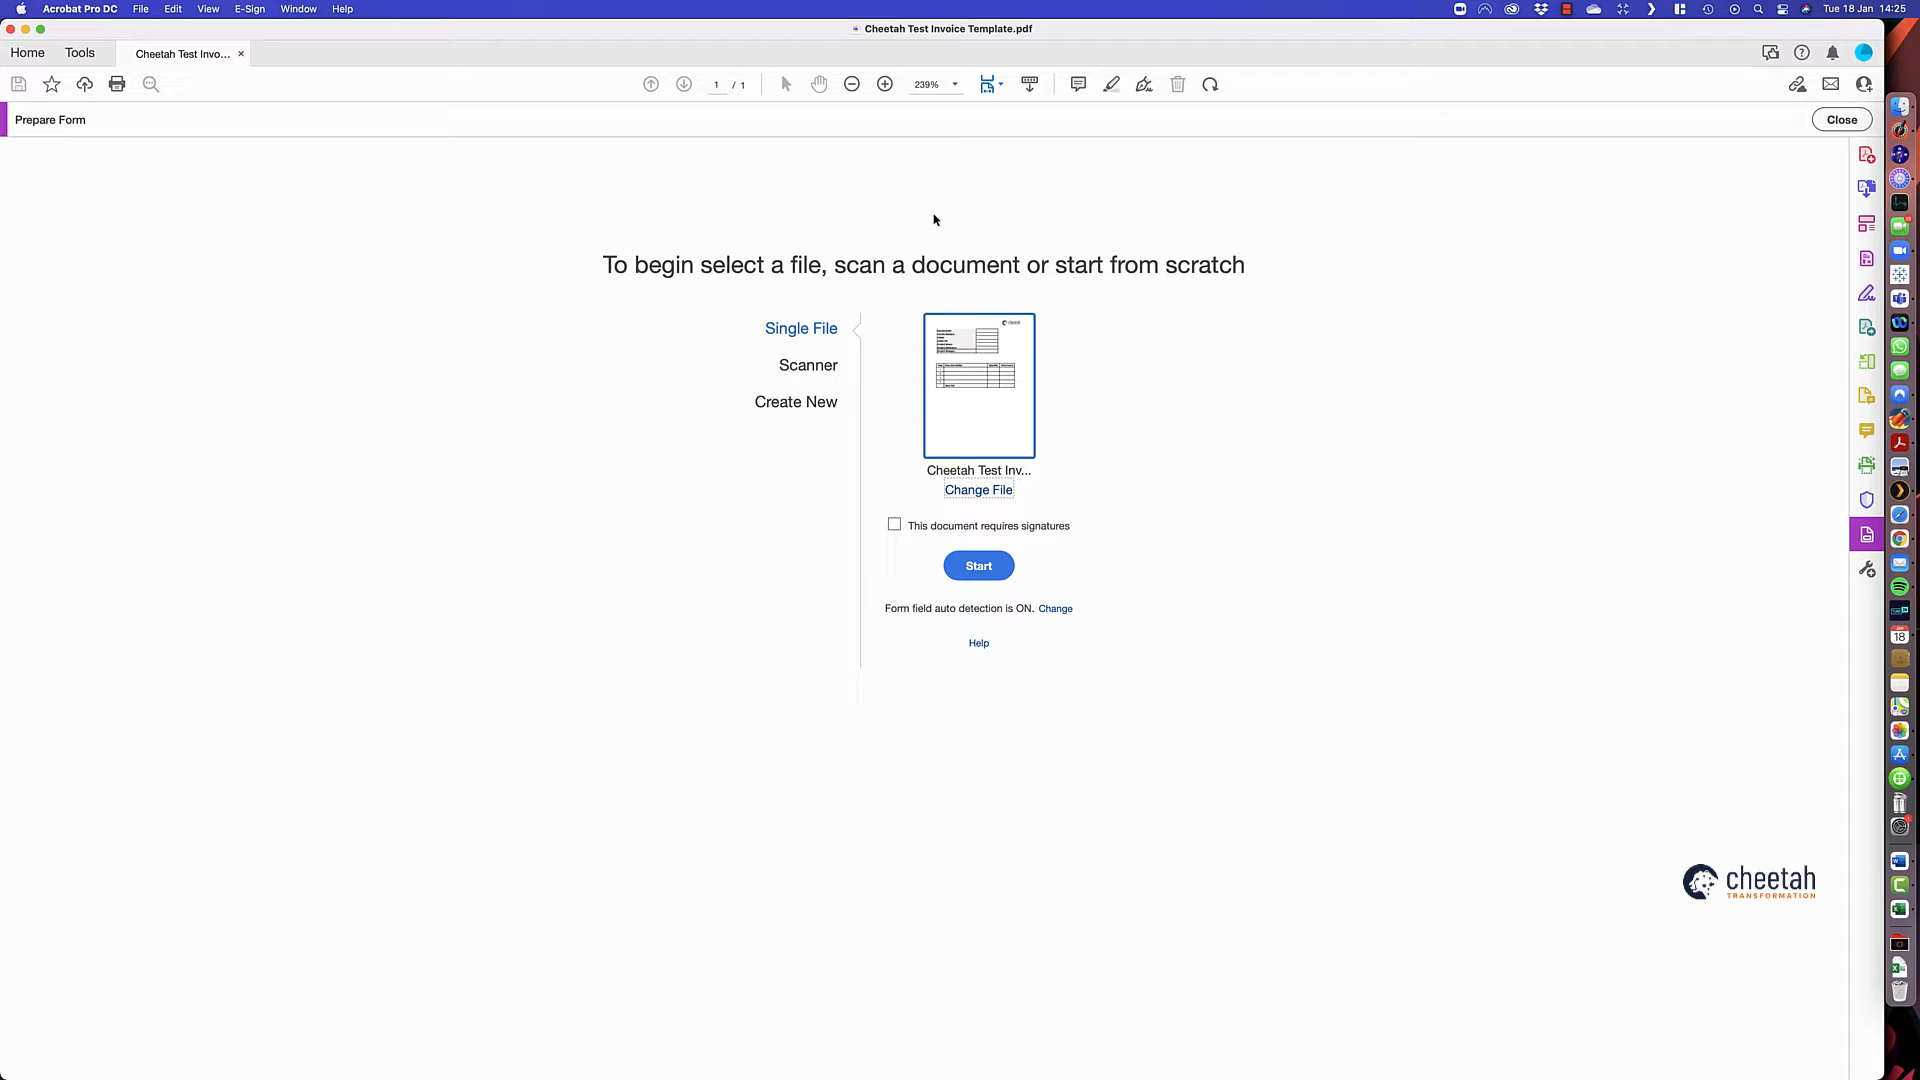 Acrobat Pro DC File Edit View E-Sign Window Help Tue 18 Jan 14:25
Cheetah Test Invoice Template.pdf
Home Tools Cheetah Test Invo... ×
1 / 1 239%
Prepare Form Close
To begin select a file, scan a document or start from scratch
Single File
Scanner
Create New
Cheetah Test Inv...
Change File
This document requires signatures
Start
Form field auto detection is ON. Change
Help
18
cheetah
TRANSFORMATION